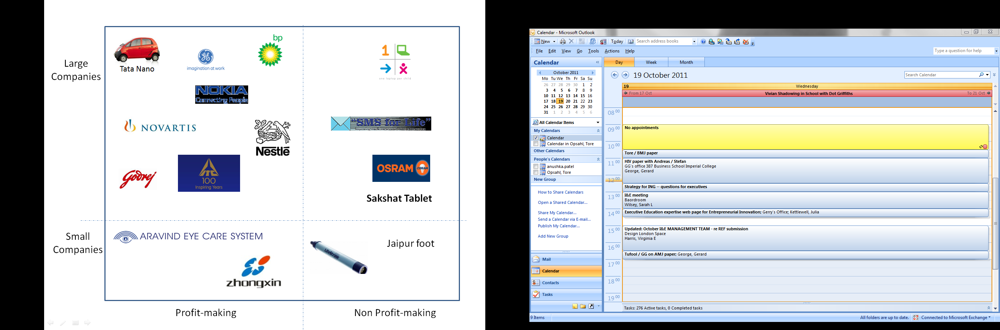 Large
Companies
Tata Nano
imagination at work
bp
NOKIA
Connecting People
NOVARTIS
Nestlé
Godrej
ITC
100
Inspiring Years
1
one laptop per child
"SMS for Life"
OSRAM
OSRAM
Sakshat Tablet
Small
Companies
ARAVIND EYE CARE SYSTEM
zhongxin
LifeStraw
Jaipur foot
Profit-making
Non Profit-making
Calendar - Microsoft Outlook
New
Today
Search address books
File Edit View Go Tools Actions Help
Type a question for help
Calendar
October 2011
Mo Tu We Th Fr Sa Su
26 27 28 29 30 1 2
3 4 5 6 7 8 9
10 11 12 13 14 15 16
17 18 19 20 21 22 23
24 25 26 27 28 29 30
31 1 2 3 4 5 6
All Calendar Items
My Calendars
Calendar
Calendar in Opsahl, Tore
Other Calendars
People's Calendars
anushka.patel
Opsahl, Tore
New Group
How to Share Calendars
Open a Shared Calendar...
Share My Calendar...
Send a Calendar via E-mail...
Publish My Calendar...
Add New Group
Mail
Calendar
Contacts
Tasks
Day Week Month
19 October 2011
Search Calendar
19 Wednesday
From 17 Oct Vivian Shadowing in School with Dot Griffiths To 21 Oct
08 00
09 00
No appointments
10 00
Tore / BMJ paper
11 00
HIV paper with Andreas / Stefan
GG's office 387 Business School Imperial College
George, Gerard
12 00
Strategy for ING -- questions for executives
13 00
I&E meeting
Baordroom
Wilsey, Sarah L
14 00
Executive Education expertise web page for Entrepreneurial Innovation; Gerry's Office; Kettlewell, Julia
15 00
Updated: October I&E MANAGEMENT TEAM - re REF submission
Design London Space
Harris, Virginia E
16 00
Tufool / GG on AMJ paper; George, Gerard
17 00
18 00
19 00
Tasks: 276 Active tasks, 0 Completed tasks
9 Items
All folders are up to date. Connected to Microsoft Exchange